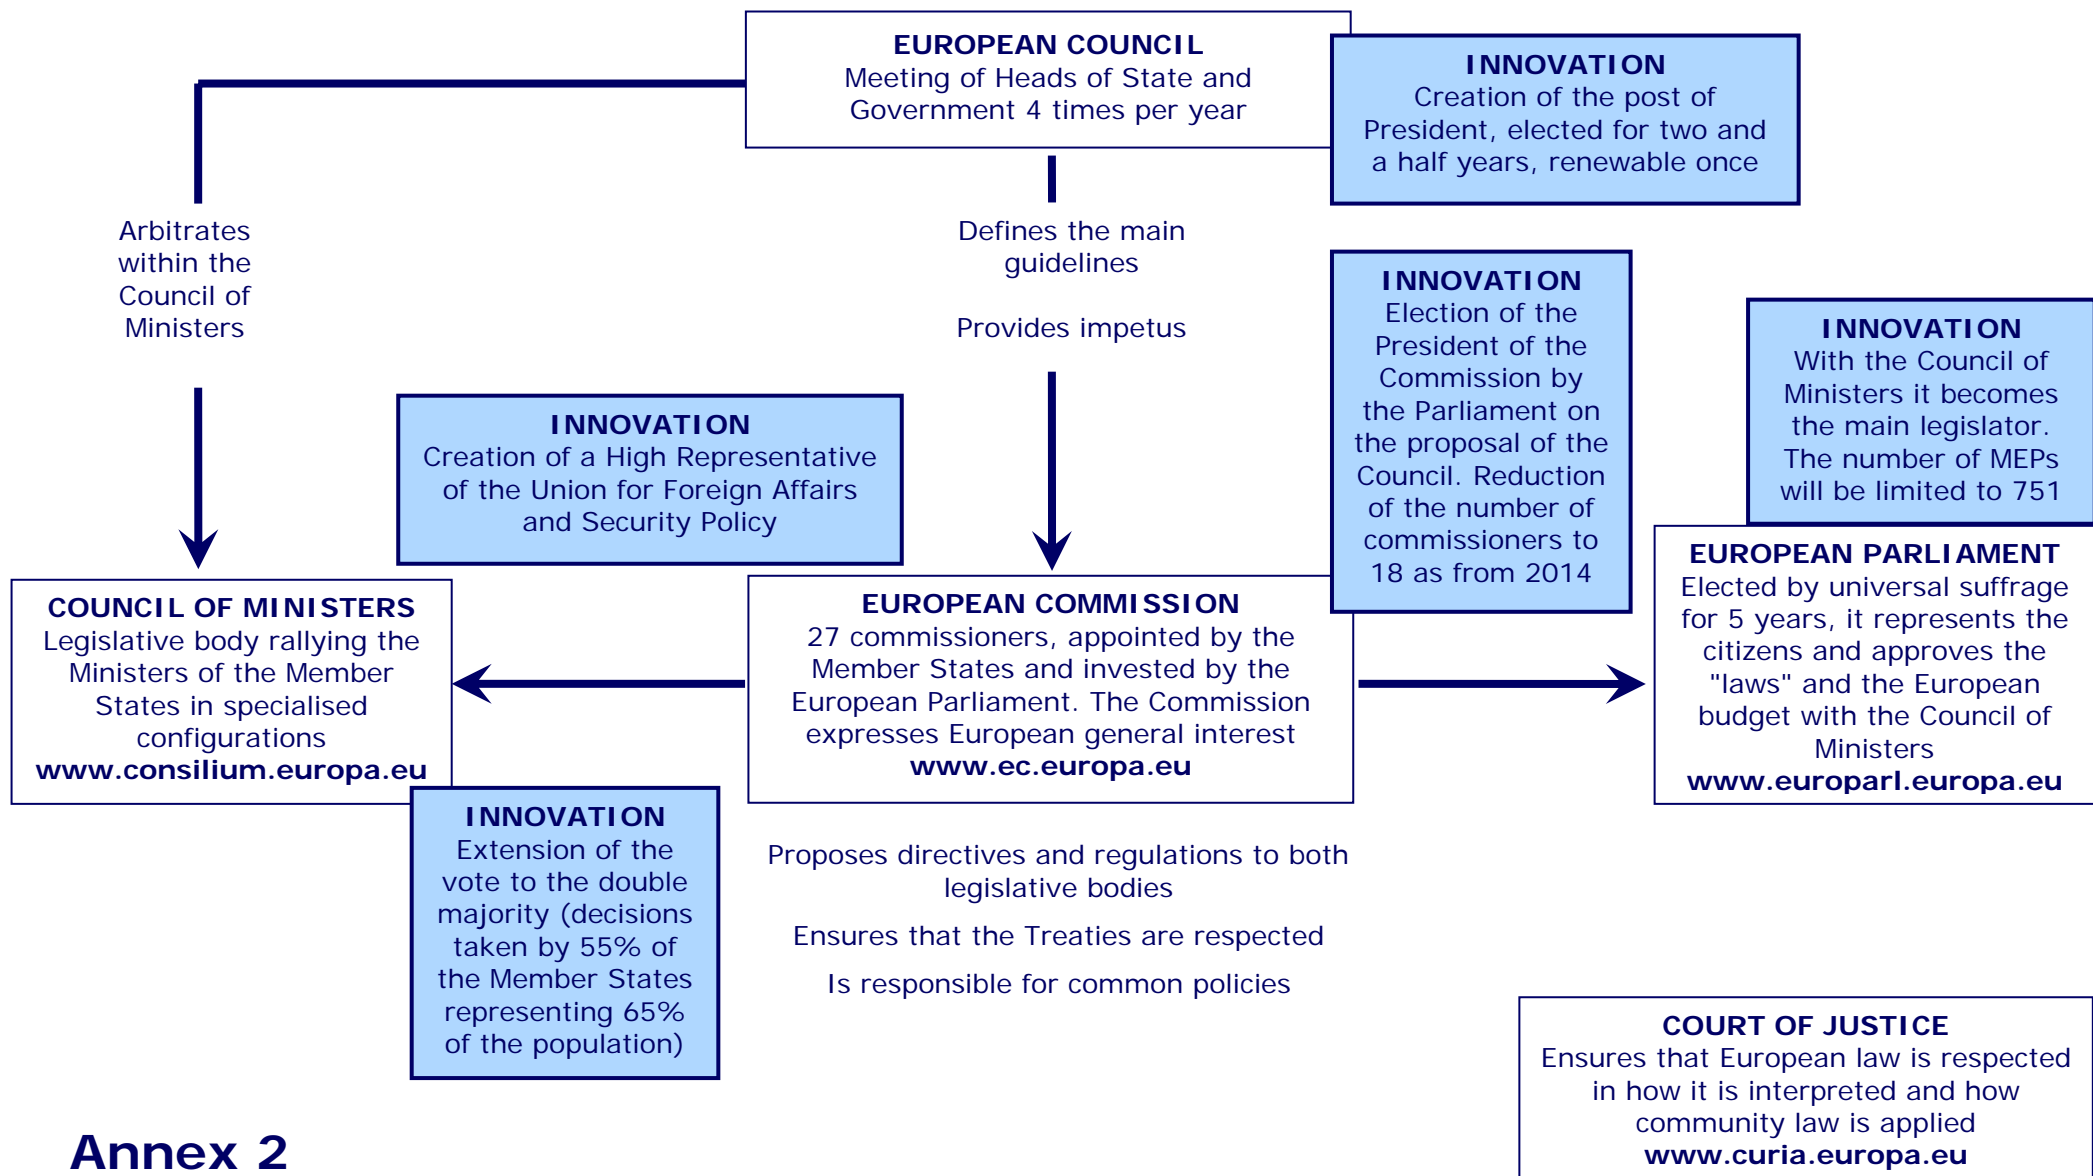 EUROPEAN COUNCIL
Meeting of Heads of State and
Government 4 times per year
INNOVATION
Creation of the post of
President, elected for two and
a half years, renewable once
Arbitrates
within the
Council of
Ministers
Defines the main
guidelines
Provides impetus
INNOVATION
Election of the
President of the
Commission by
the Parliament on
the proposal of the
Council. Reduction
of the number of
commissioners to
18 as from 2014
INNOVATION
With the Council of
Ministers it becomes
the main legislator.
The number of MEPs
will be limited to 751
INNOVATION
Creation of a High Representative
of the Union for Foreign Affairs
and Security Policy
COUNCIL OF MINISTERS
Legislative body rallying the
Ministers of the Member
States in specialised
configurations
www.consilium.europa.eu
EUROPEAN COMMISSION
27 commissioners, appointed by the
Member States and invested by the
European Parliament. The Commission
expresses European general interest
www.ec.europa.eu
EUROPEAN PARLIAMENT
Elected by universal suffrage
for 5 years, it represents the
citizens and approves the
"laws" and the European
budget with the Council of
Ministers
www.europarl.europa.eu
INNOVATION
Extension of the
vote to the double
majority (decisions
taken by 55% of
the Member States
representing 65%
of the population)
Proposes directives and regulations to both
legislative bodies
Ensures that the Treaties are respected
Is responsible for common policies
COURT OF JUSTICE
Ensures that European law is respected
in how it is interpreted and how
community law is applied
www.curia.europa.eu
Annex 2